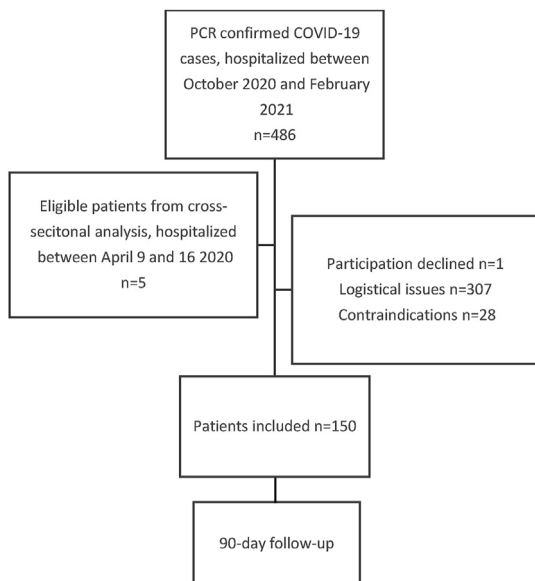 PCR confirmed COVID-19
cases, hospitalized between
October 2020 and February
2021
n=486
Eligible patients from cross-
secitonal analysis, hospitalized
between April 9 and 16 2020
n=5
Participation declined n=1
Logistical issues n=307
Contraindications n=28
Patients included n=150
90-day follow-up